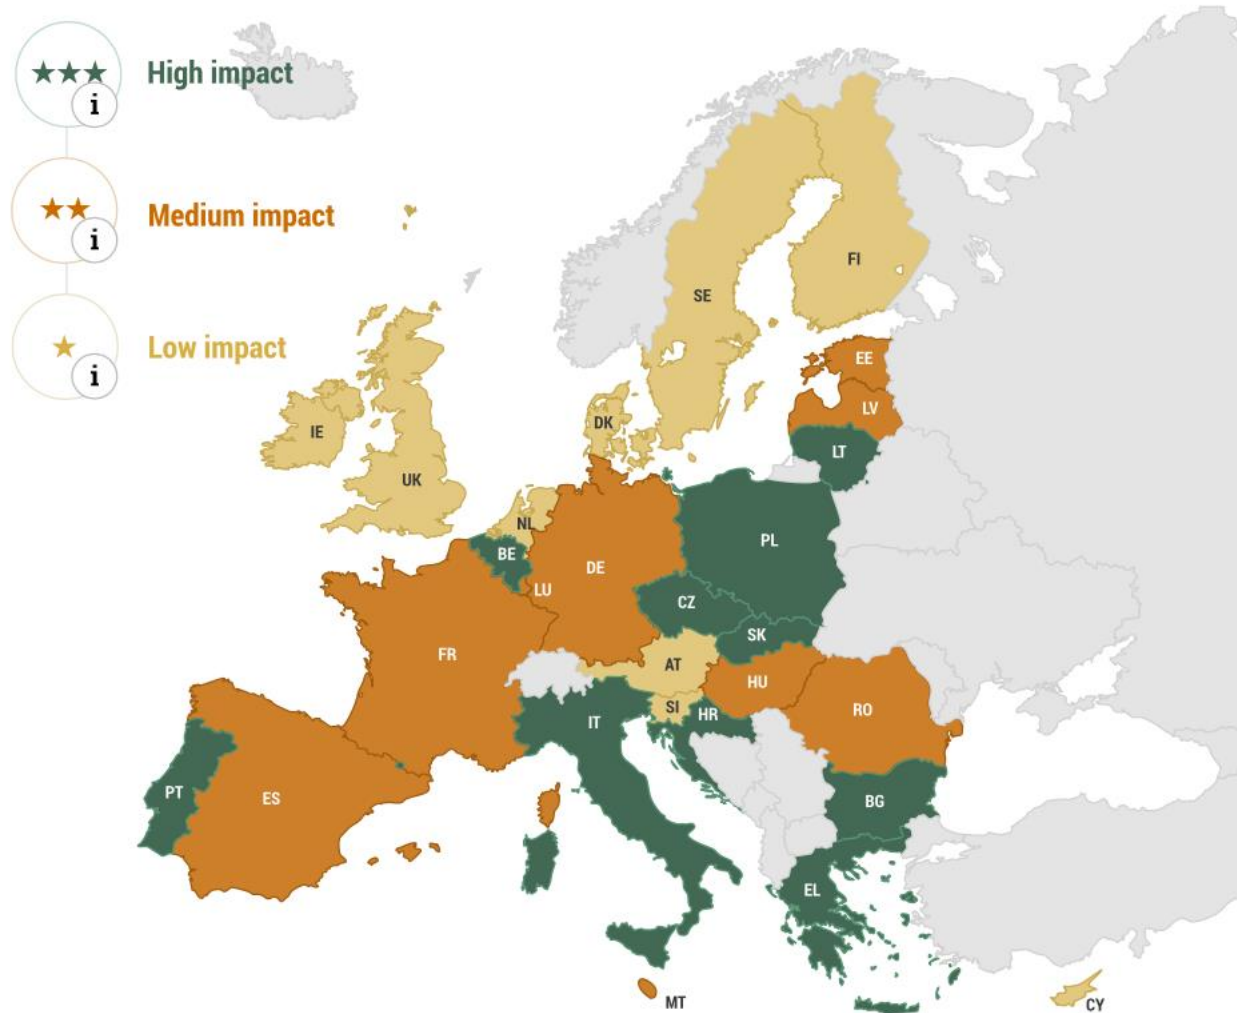 ★★★
i
High impact
★★
i
Medium impact
★
i
Low impact
FI
SE
EE
LV
DK
LT
IE
UK
NL
PL
BE
DE
LU
CZ
SK
FR
AT
HU
SI
HR
RO
IT
PT
ES
BG
EL
MT
CY